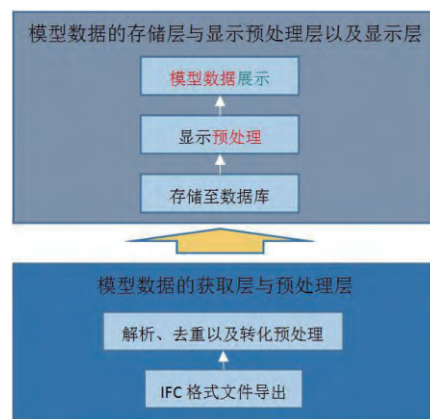 模型数据的存储层与显示预处理层以及显示层
模型数据展示
显示预处理
存储至数据库
模型数据的获取层与预处理层
解析、去重以及转化预处理
IFC 格式文件导出